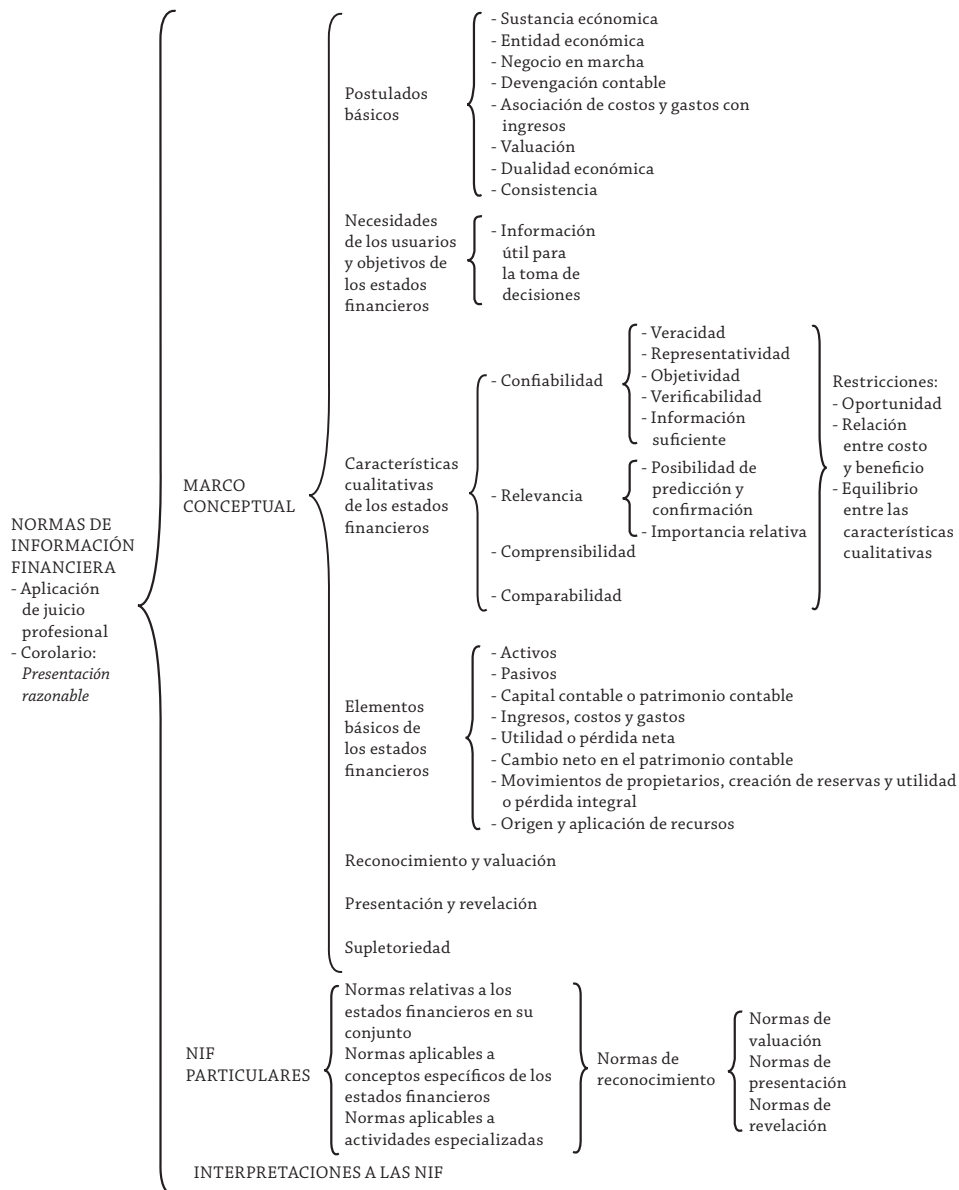 NORMAS DE
INFORMACIÓN
FINANCIERA
- Aplicación
de juicio
profesional
- Corolario:
Presentación
razonable
MARCO
CONCEPTUAL
Postulados
básicos
- Sustancia ecónomica
- Entidad económica
- Negocio en marcha
- Devengación contable
- Asociación de costos y gastos con
ingresos
- Valuación
- Dualidad económica
- Consistencia
Necesidades
de los usuarios
y objetivos de
los estados
financieros
- Información
útil para
la toma de
decisiones
Características
cualitativas
de los estados
financieros
- Confiabilidad
- Veracidad
- Representatividad
- Objetividad
- Verificabilidad
- Información
suficiente
- Relevancia
- Posibilidad de
predicción y
confirmación
- Importancia relativa
- Comprensibilidad
- Comparabilidad
Restricciones:
- Oportunidad
- Relación
entre costo
y beneficio
- Equilibrio
entre las
características
cualitativas
Elementos
básicos de
los estados
financieros
- Activos
- Pasivos
- Capital contable o patrimonio contable
- Ingresos, costos y gastos
- Utilidad o pérdida neta
- Cambio neto en el patrimonio contable
- Movimientos de propietarios, creación de reservas y utilidad
o pérdida integral
- Origen y aplicación de recursos
Reconocimiento y valuación
Presentación y revelación
Supletoriedad
NIF
PARTICULARES
Normas relativas a los
estados financieros en su
conjunto
Normas aplicables a
conceptos específicos de los
estados financieros
Normas aplicables a
actividades especializadas
Normas de
reconocimiento
Normas de
valuación
Normas de
presentación
Normas de
revelación
INTERPRETACIONES A LAS NIF